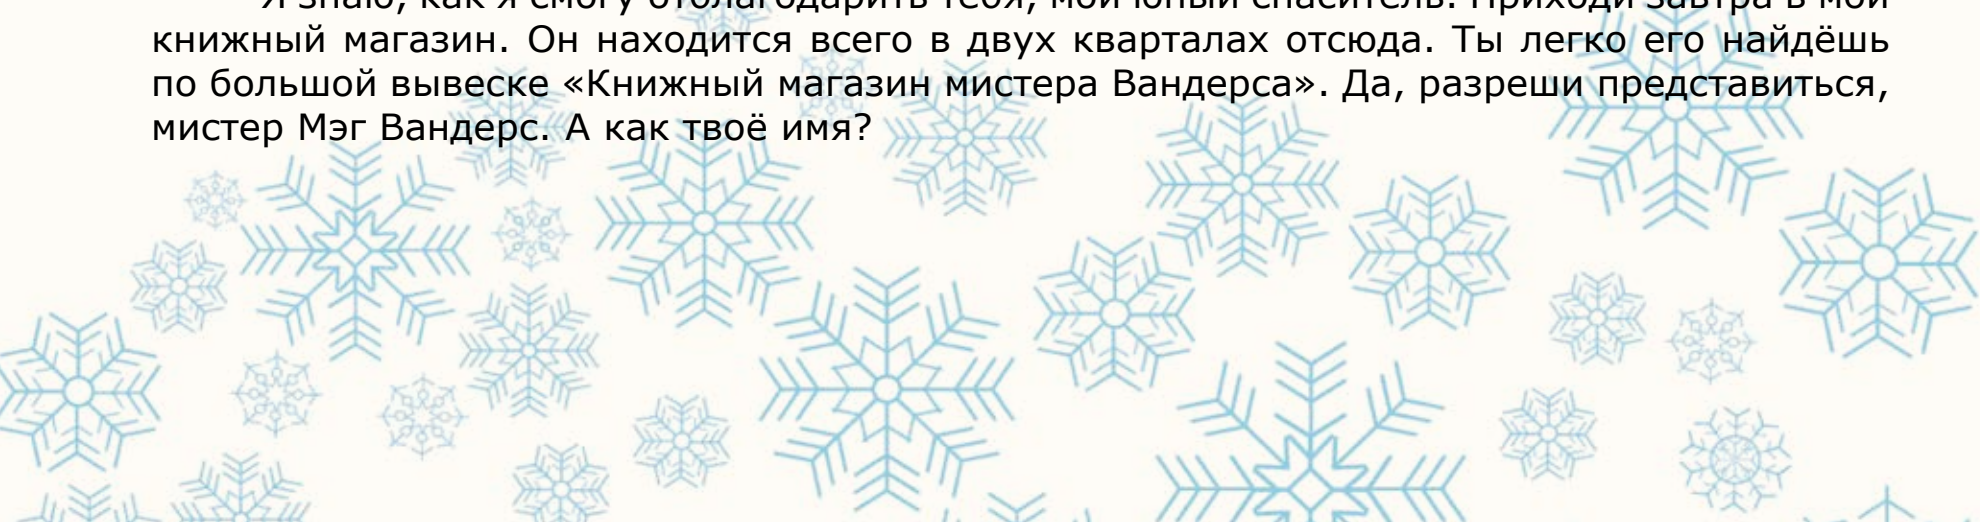 Я знаю, как я смогу отблагодарить тебя, мой юный спаситель. Приходи завтра в мой
книжный магазин. Он находится всего в двух кварталах отсюда. Ты легко его найдёшь
по большой вывеске «Книжный магазин мистера Вандерса». Да, разреши представиться,
мистер Мэг Вандерс. А как твоё имя?